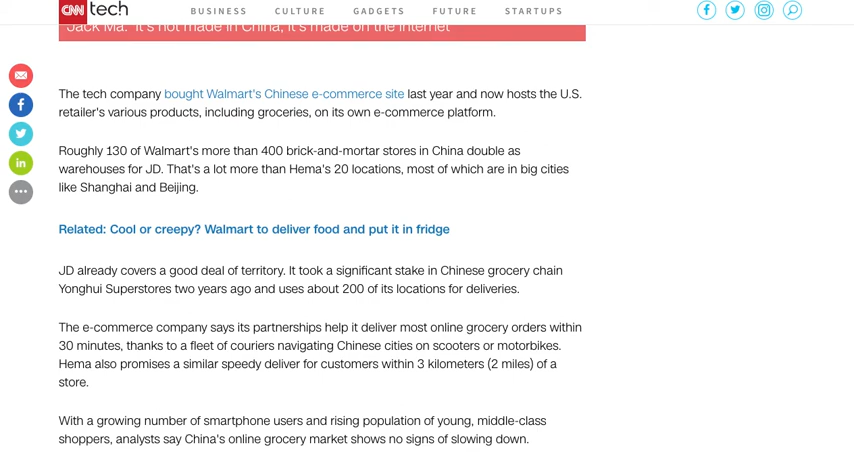 CNN tech
BUSINESS CULTURE GADGETS FUTURE STARTUPS
Jack Ma: 'It's not made in China, it's made on the internet'
The tech company bought Walmart's Chinese e-commerce site last year and now hosts the U.S.
retailer's various products, including groceries, on its own e-commerce platform.
Roughly 130 of Walmart's more than 400 brick-and-mortar stores in China double as
warehouses for JD. That's a lot more than Hema's 20 locations, most of which are in big cities
like Shanghai and Beijing.
Related: Cool or creepy? Walmart to deliver food and put it in fridge
JD already covers a good deal of territory. It took a significant stake in Chinese grocery chain
Yonghui Superstores two years ago and uses about 200 of its locations for deliveries.
The e-commerce company says its partnerships help it deliver most online grocery orders within
30 minutes, thanks to a fleet of couriers navigating Chinese cities on scooters or motorbikes.
Hema also promises a similar speedy deliver for customers within 3 kilometers (2 miles) of a
store.
With a growing number of smartphone users and rising population of young, middle-class
shoppers, analysts say China's online grocery market shows no signs of slowing down.